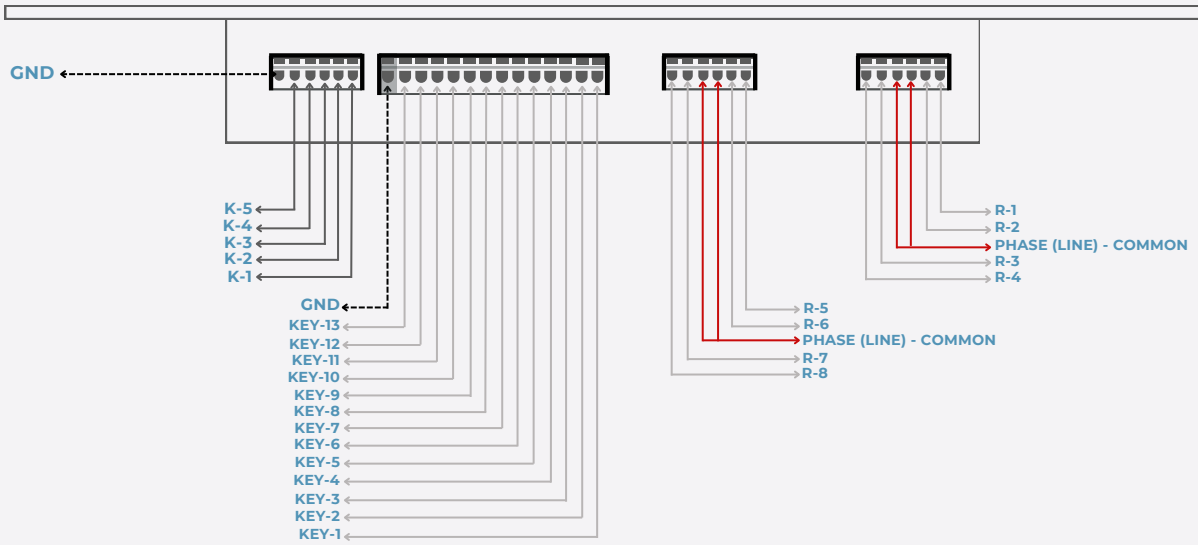 GND
K-5
K-4
K-3
K-2
K-1
GND
KEY-13
KEY-12
KEY-11
KEY-10
KEY-9
KEY-8
KEY-7
KEY-6
KEY-5
KEY-4
KEY-3
KEY-2
KEY-1
R-5
R-6
PHASE (LINE) - COMMON
R-7
R-8
R-1
R-2
PHASE (LINE) - COMMON
R-3
R-4